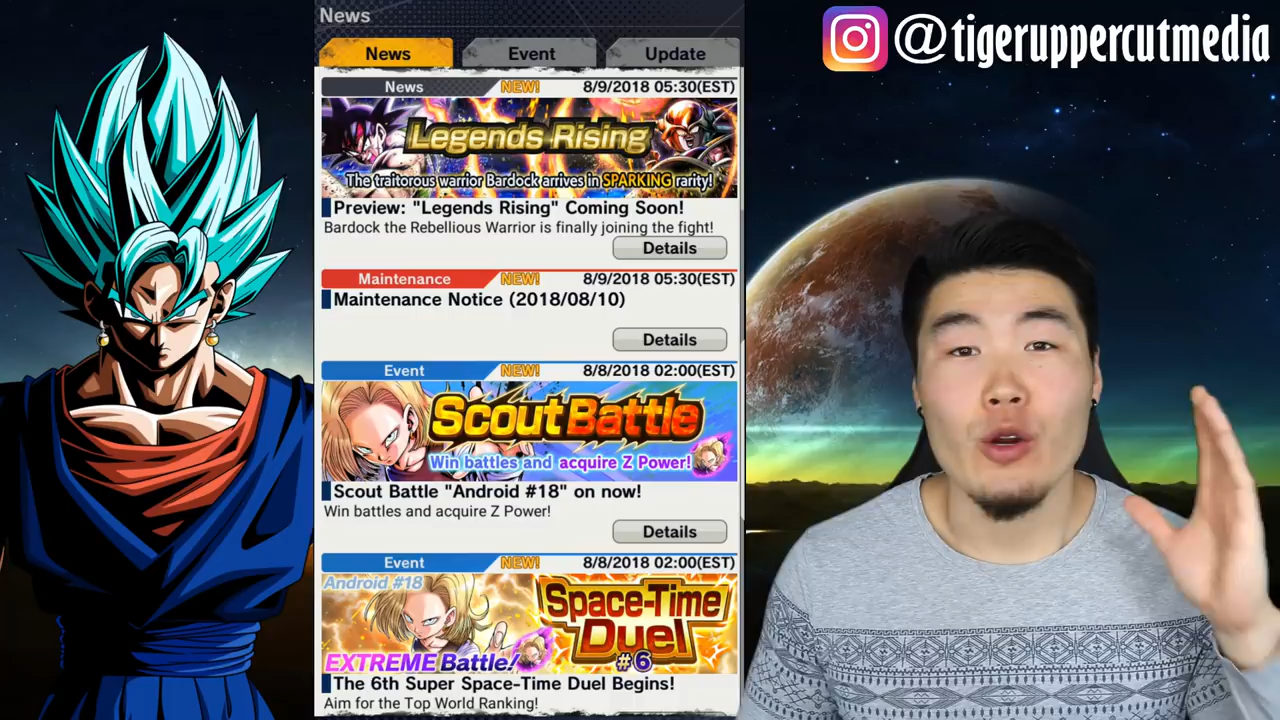 News
@tigeruppercutmedia
News Event Update
News NEW! 8/9/2018 05:30(EST)
Legends Rising
The traitorous warrior Bardock arrives in SPARKING rarity!
Preview: "Legends Rising" Coming Soon!
Bardock the Rebellious Warrior is finally joining the fight!
Details
Maintenance NEW! 8/9/2018 05:30(EST)
Maintenance Notice (2018/08/10)
Details
Event NEW! 8/8/2018 02:00(EST)
Scout Battle
Win battles and acquire Z Power!
Scout Battle "Android #18" on now!
Win battles and acquire Z Power!
Details
Event NEW! 8/8/2018 02:00(EST)
Android #18
Space-Time
Duel
#6
EXTREME Battle!
The 6th Super Space-Time Duel Begins!
Aim for the Top World Ranking!